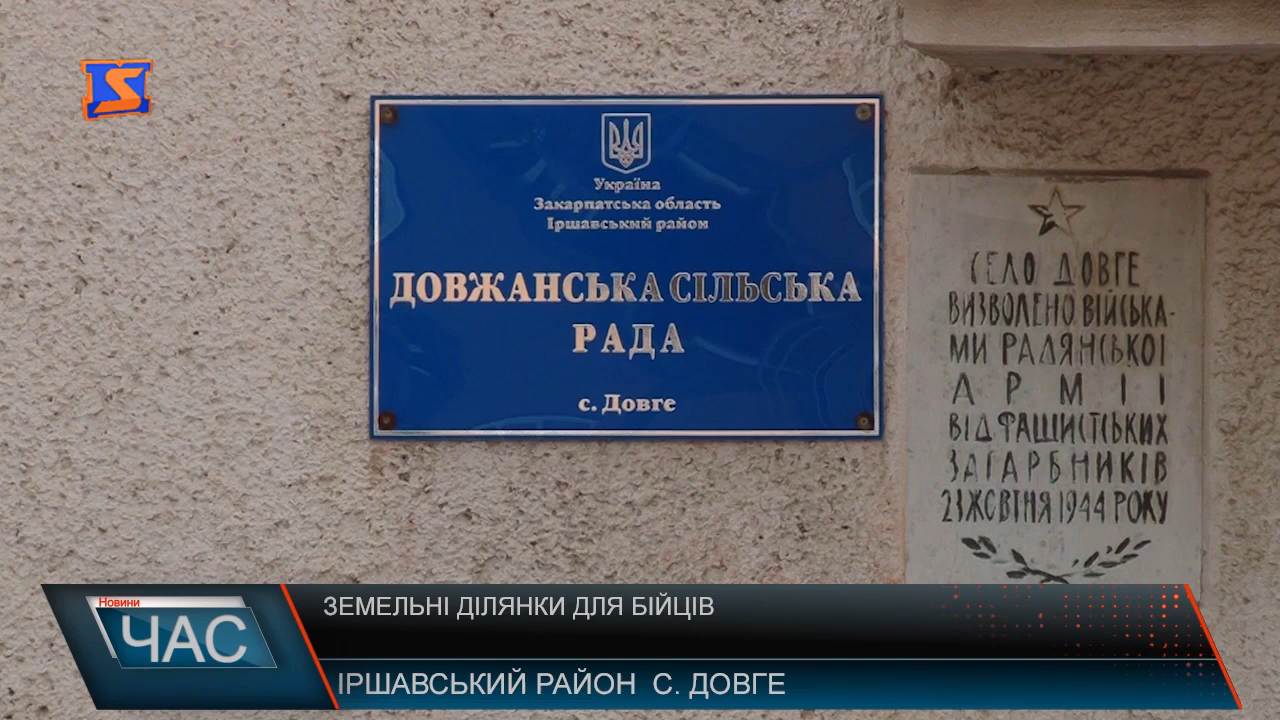 S
Україна
Закарпатська область
Іршавський район
ДОВЖАНСЬКА СІЛЬСЬКА
РАДА
с. Довге
СЕЛО ДОВГЕ
ВИЗВОЛЕНО ВІЙСЬКА-
МИ РАДЯНСЬКОЇ
АРМІЇ
ВІД ФАШИСТСЬКИХ
ЗАГАРБНИКІВ
23 ЖОВТНЯ 1944 РОКУ
Новини
ЧАС
ЗЕМЕЛЬНІ ДІЛЯНКИ ДЛЯ БІЙЦІВ
ІРШАВСЬКИЙ РАЙОН С. ДОВГЕ